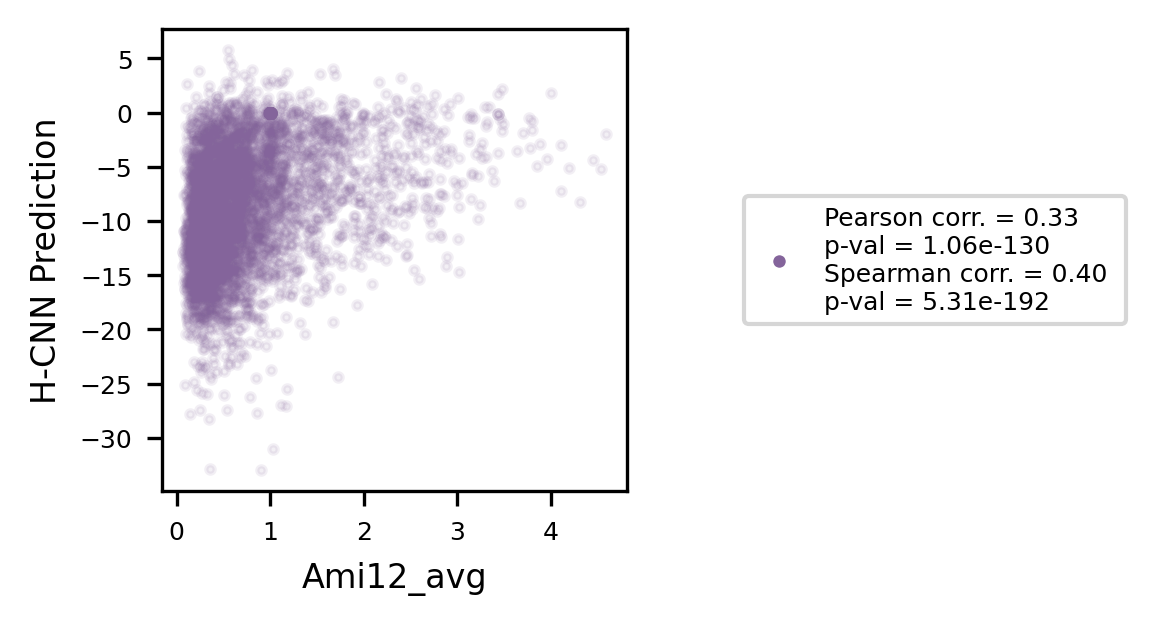 5
0
−5
−10
−15
−20
−25
−30
H-CNN Prediction
0 1 2 3 4
Ami12_avg
Pearson corr. = 0.33
p-val = 1.06e-130
Spearman corr. = 0.40
p-val = 5.31e-192